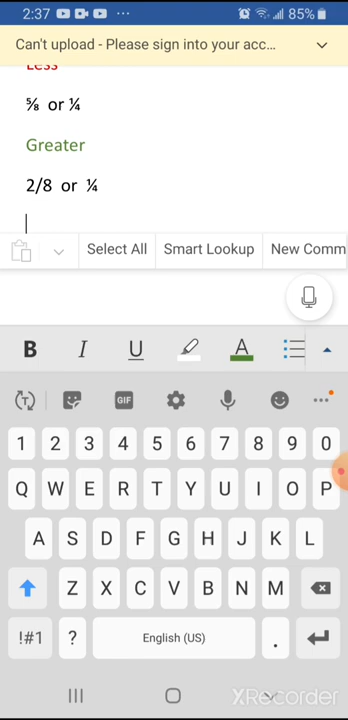 2:37 ... 85%
Can't upload - Please sign into your acc...
Less
⅝ or ¼
Greater
2/8 or ¼
Select All Smart Lookup New Comm
B I U A
T GIF ...
1 2 3 4 5 6 7 8 9 0
Q W E R T Y U I O P
A S D F G H J K L
Z X C V B N M
!#1 ? English (US) .
XRecorder